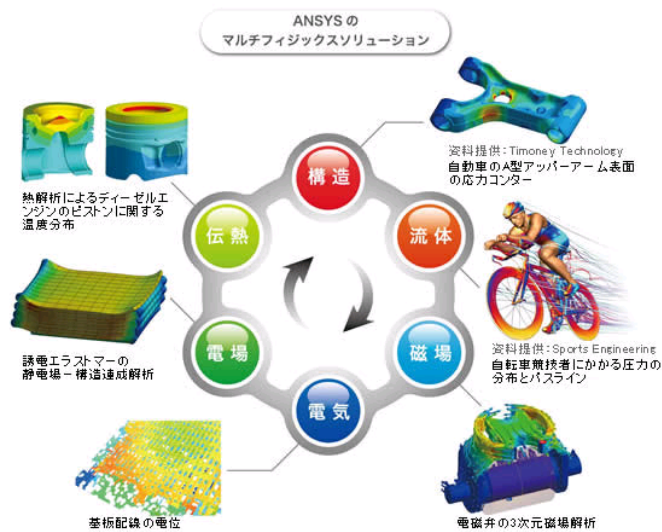 ANSYSの
マルチフィジックスソリューション
資料提供：Timoney Technology
自動車のA型アッパーアーム表面
の応力コンター
熱解析によるディーゼルエ
ンジンのピストンに関する
温度分布
構造
伝熱
流体
電場
磁場
電気
誘電エラストマーの
静電場－構造連成解析
資料提供：Sports Engineering
自転車競技者にかかる圧力の
分布とパスライン
基板配線の電位
電磁弁の3次元磁場解析